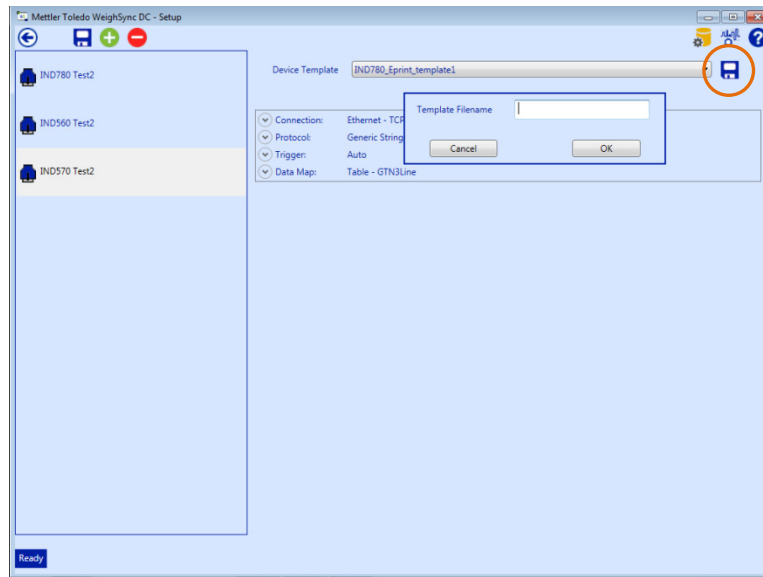 Mettler Toledo WeighSync DC - Setup
IND780 Test2
IND560 Test2
IND570 Test2
Device Template
IND780_Eprint_template1
Template Filename
Cancel
OK
Connection: Ethernet - TCP
Protocol: Generic String
Trigger: Auto
Data Map: Table - GTN3Line
Ready